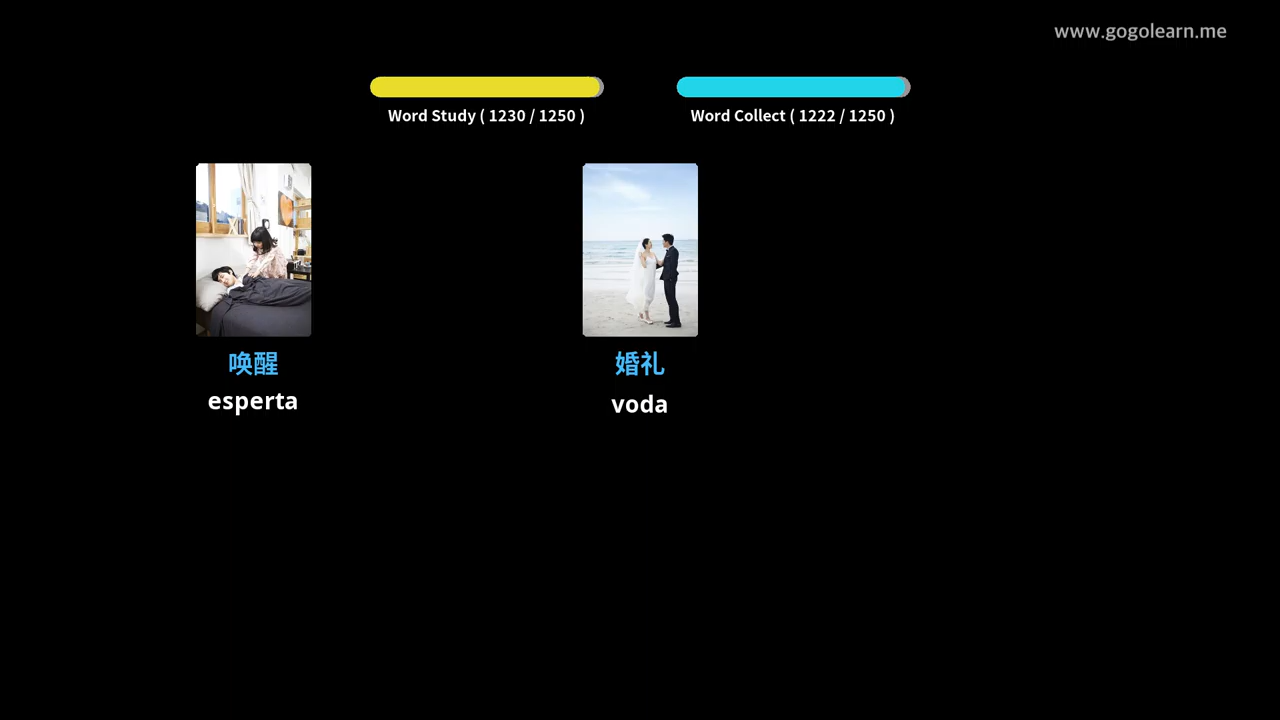 www.gogolearn.me
Word Study ( 1230 / 1250 )
Word Collect ( 1222 / 1250 )
唤醒
esperta
婚礼
voda